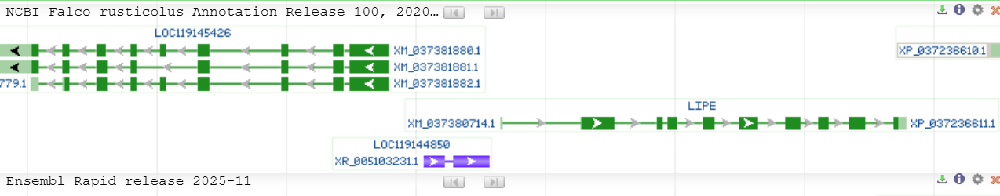 NCBI Falco rusticolus Annotation Release 100, 2020…
LOC119145426
XM_037381880.1
XP_037236610.1
XM_037381881.1
779.1
XM_037381882.1
LIPE
XM_037380714.1
XP_037236611.1
LOC119144850
XR_005103231.1
Ensembl Rapid release 2025-11